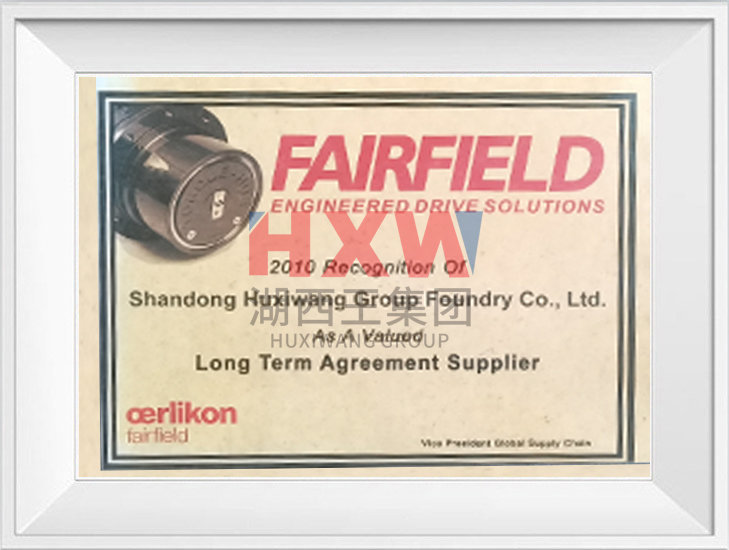 FAIRFIELD
ENGINEERED DRIVE SOLUTIONS
HXW
2010 Recognition Of
Shandong Huxiwang Group Foundry Co., Ltd.
湖西王集团
As A Valued
HUXIWANG GROUP
Long Term Agreement Supplier
œrlikon
fairfield
Vice President Global Supply Chain